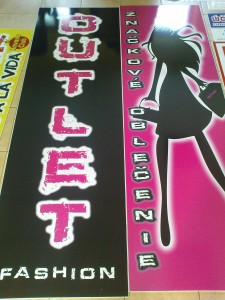 OUTLET
FASHION
ZNAČKOVÉ OBLEČENIE
A LA VIDA